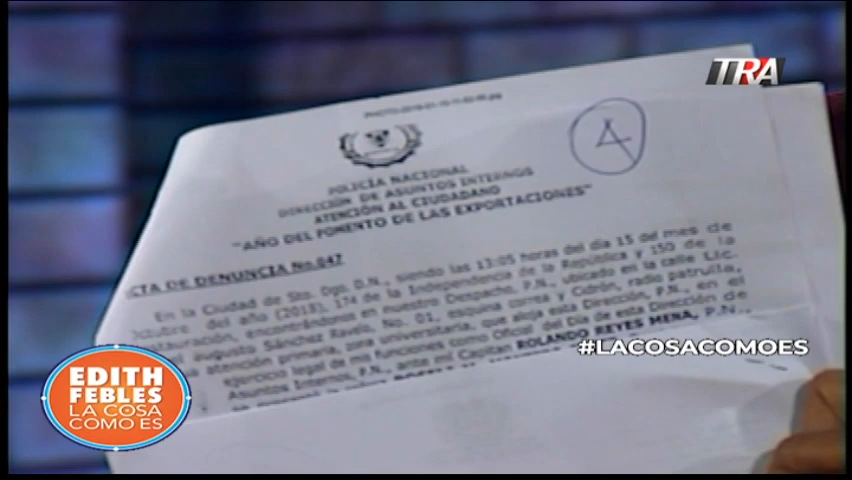 TRA
4
POLICÍA NACIONAL
DIRECCIÓN DE ASUNTOS INTERNOS
ATENCIÓN AL CIUDADANO
"AÑO DEL FOMENTO DE LAS EXPORTACIONES"
CTA DE DENUNCIA No.047
En la Ciudad de Sto. Dgo. D.N., siendo las 13:05 horas del día 15 del mes de
ctubre del año (2018), 174 de la Independencia de la República y 150 de la
stauración, encontrándonos en nuestro Despacho, P.N., ubicado en la calle Lic.
Augusto, Sánchez Ravelo, No. 01, esquina correa y Cidrón, radio patrulla,
atención primaria, zona universitaria, que aloja esta Dirección, P.N., en el
ejercicio legal de mis funciones como Oficial del Día de esta Dirección de
Asuntos Internos, P.N., ante mí Capitán ROLANDO REYES MENA, P.N.,
#LACOSACOMOES
EDITH
FEBLES
LA COSA
COMO ES